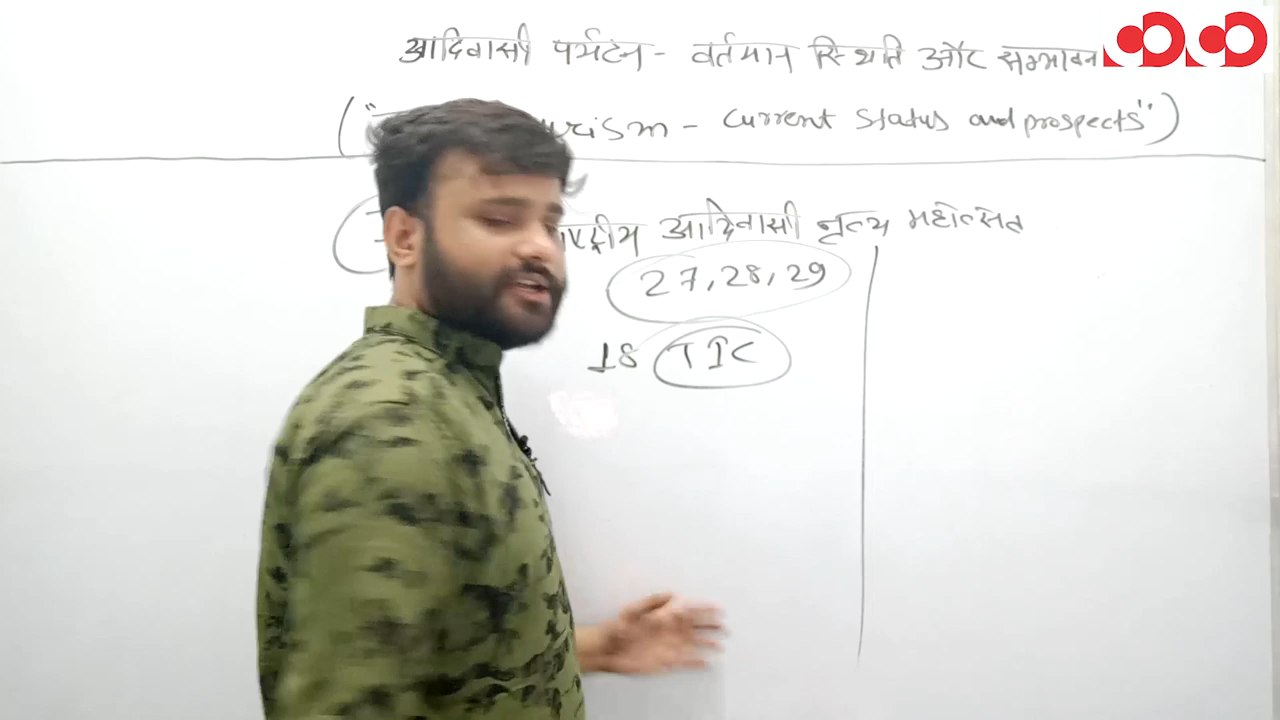 आदिवासी पर्यटन - वर्तमान स्थिति और सम्भावन
(" urism - Current Status and prospects")
ष्ट्रीय आदिवासी नृत्य महोत्सव
27, 28, 29
18 TIC